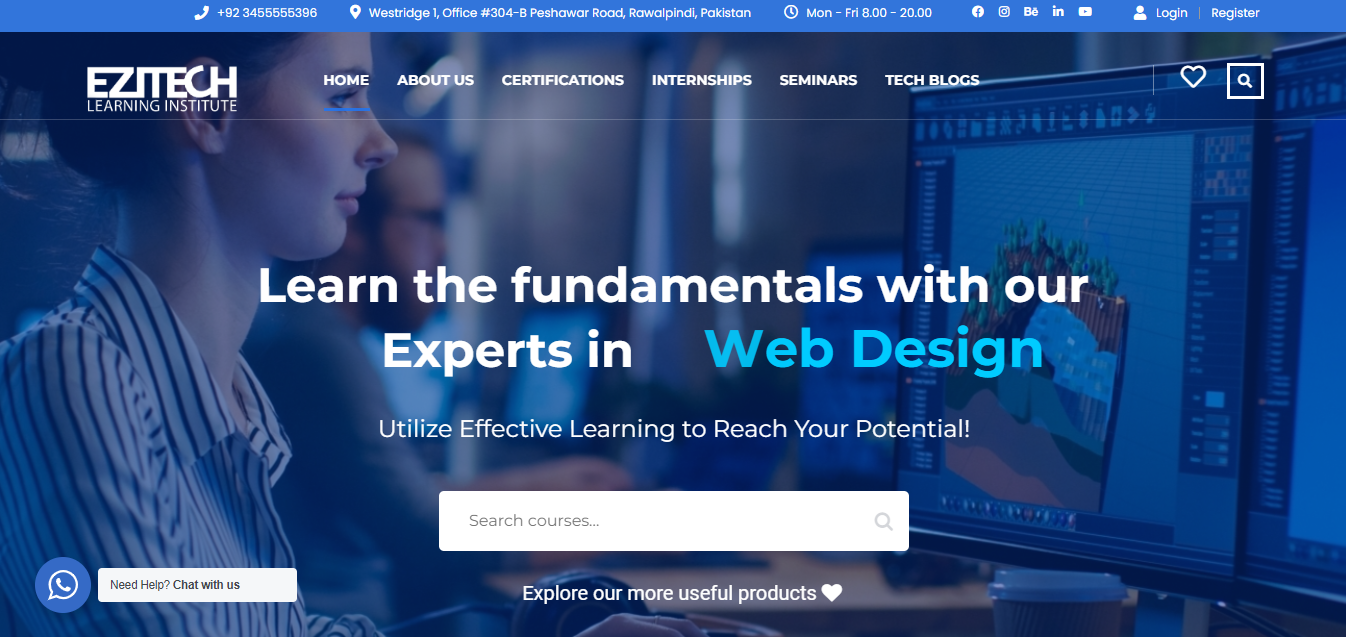 +92 3455555396 Westridge 1, Office #304-B Peshawar Road, Rawalpindi, Pakistan Mon - Fri 8.00 - 20.00 Bē in Login Register
EZITECH
LEARNING INSTITUTE
HOME ABOUT US CERTIFICATIONS INTERNSHIPS SEMINARS TECH BLOGS
Learn the fundamentals with our
Experts in Web Design
Utilize Effective Learning to Reach Your Potential!
Search courses...
Need Help? Chat with us
Explore our more useful products